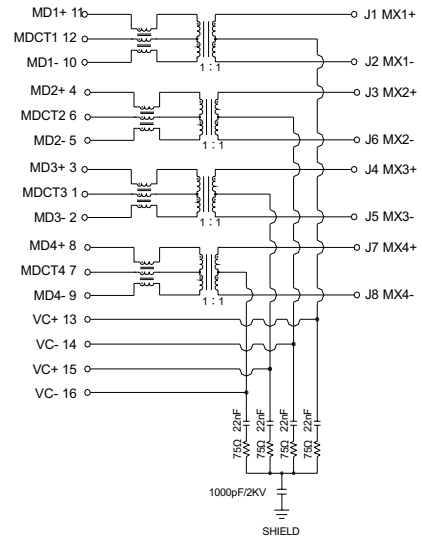 MD1+ 11
J1 MX1+
MDCT1 12
MD1- 10
J2 MX1-
1 : 1
MD2+ 4
J3 MX2+
MDCT2 6
MD2- 5
J6 MX2-
1 : 1
MD3+ 3
J4 MX3+
MDCT3 1
MD3- 2
J5 MX3-
1 : 1
MD4+ 8
J7 MX4+
MDCT4 7
MD4- 9
J8 MX4-
1 : 1
VC+ 13
VC- 14
VC+ 15
VC- 16
22nF
22nF
22nF
22nF
75Ω
75Ω
75Ω
75Ω
1000pF/2KV
SHIELD